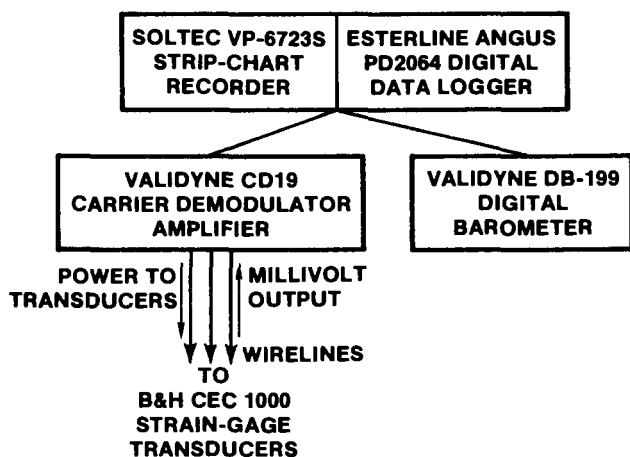 SOLTEC VP-6723S
STRIP-CHART
RECORDER
ESTERLINE ANGUS
PD2064 DIGITAL
DATA LOGGER
VALIDYNE CD19
CARRIER DEMODULATOR
AMPLIFIER
VALIDYNE DB-199
DIGITAL
BAROMETER
POWER TO
TRANSDUCERS
MILLIVOLT
OUTPUT
WIRELINES
TO
B&H CEC 1000
STRAIN-GAGE
TRANSDUCERS